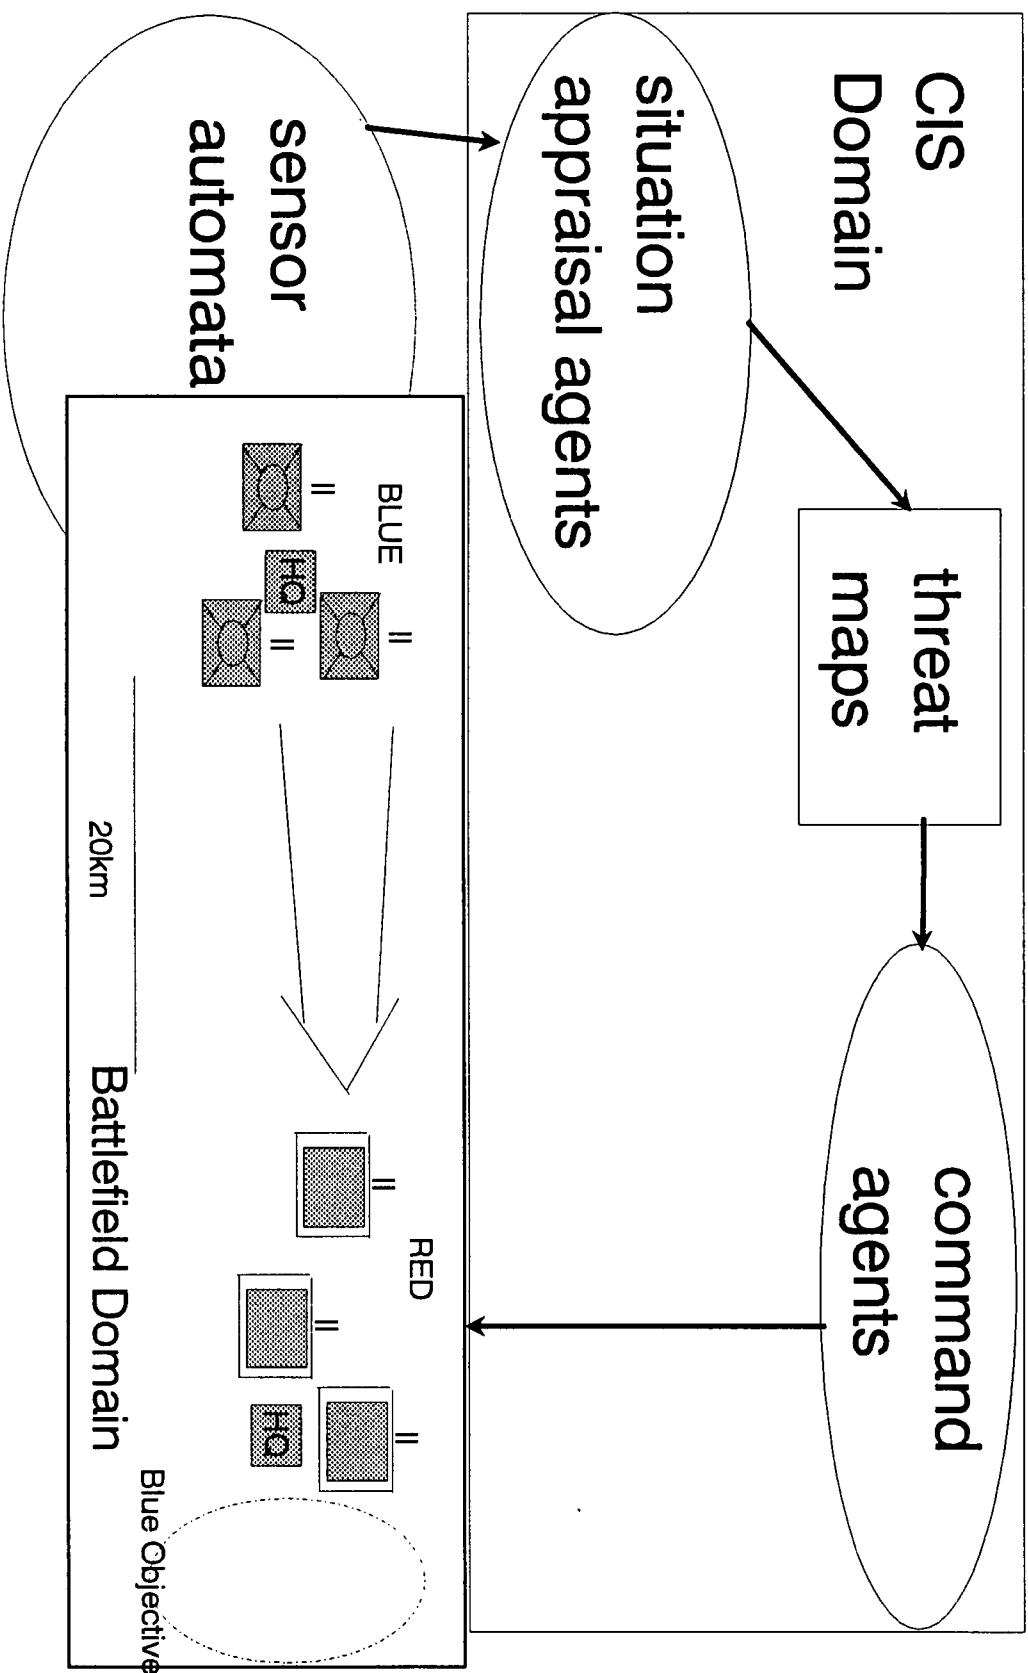 CIS
Domain
situation
appraisal agents
threat
maps
command
agents
sensor
automata
BLUE
HQ
RED
HQ
20km
Battlefield Domain
Blue Objective